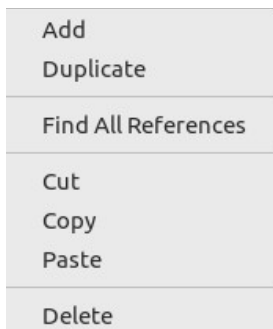 Add
Duplicate
Find All References
Cut
Copy
Paste
Delete